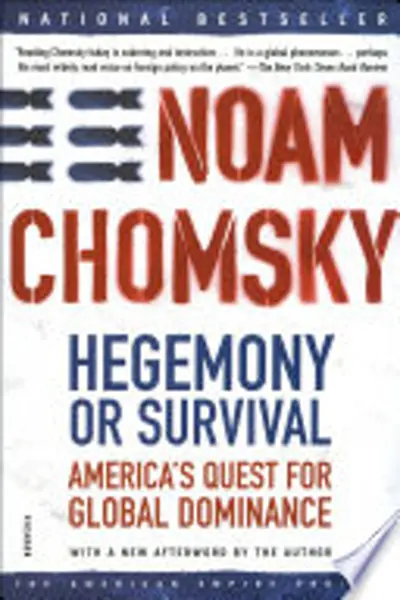 NATIONAL BESTSELLER
"Reading Chomsky today is sobering and instructive . . . He is a global phenomenon . . . perhaps
the most widely read voice on foreign policy on the planet." —The New York Times Book Review
NOAM
CHOMSKY
HEGEMONY
OR SURVIVAL
AMERICA'S QUEST FOR
GLOBAL DOMINANCE
WITH A NEW AFTERWORD BY THE AUTHOR
THE AMERICAN EMPIRE PRO